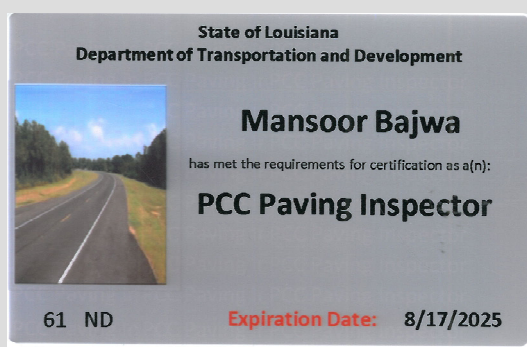 State of Louisiana
Department of Transportation and Development
Mansoor Bajwa
has met the requirements for certification as a(n):
PCC Paving Inspector
61 ND
Expiration Date: 8/17/2025